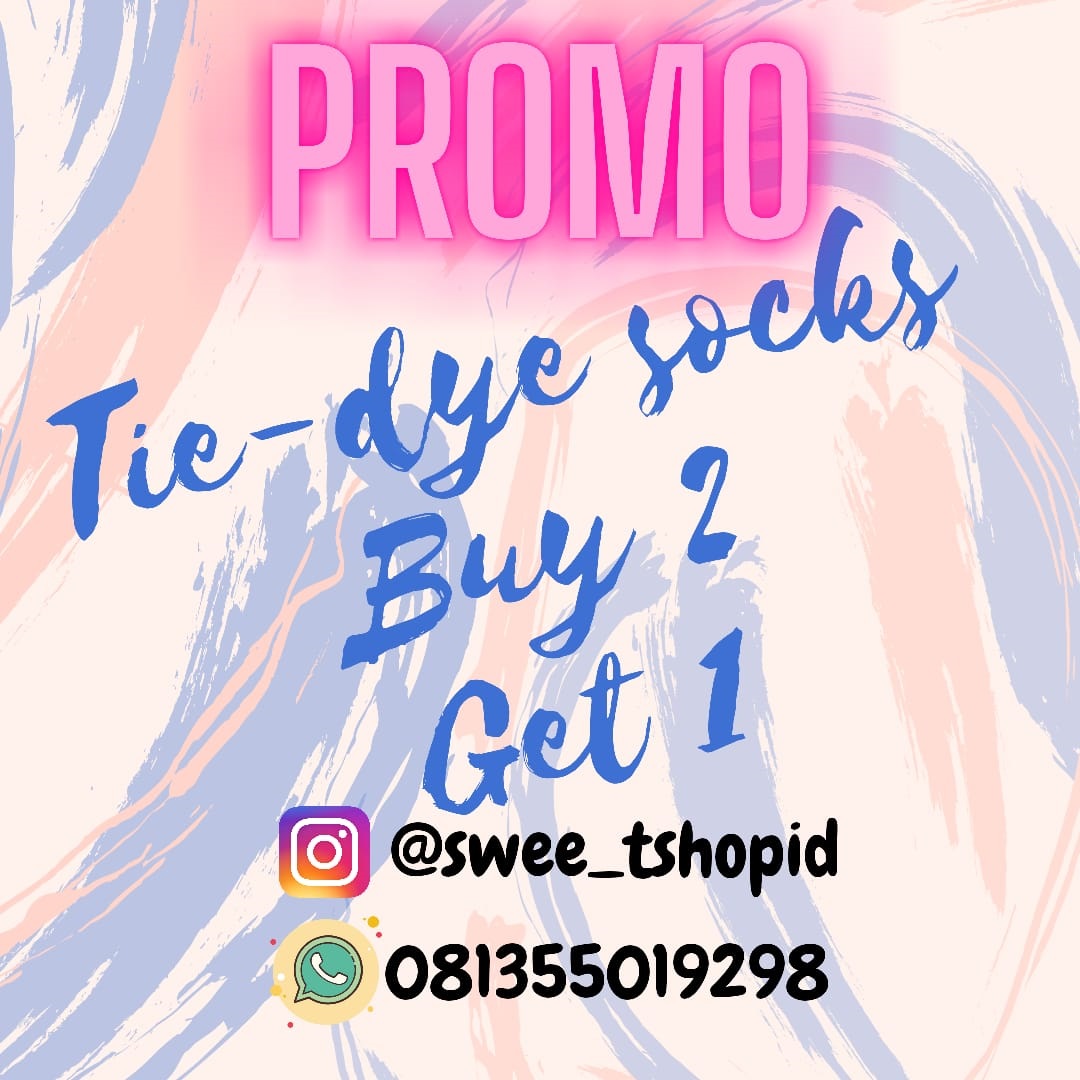 PROMO
Tie-dye socks
Buy 2
Get 1
@swee_tshopid
081355019298